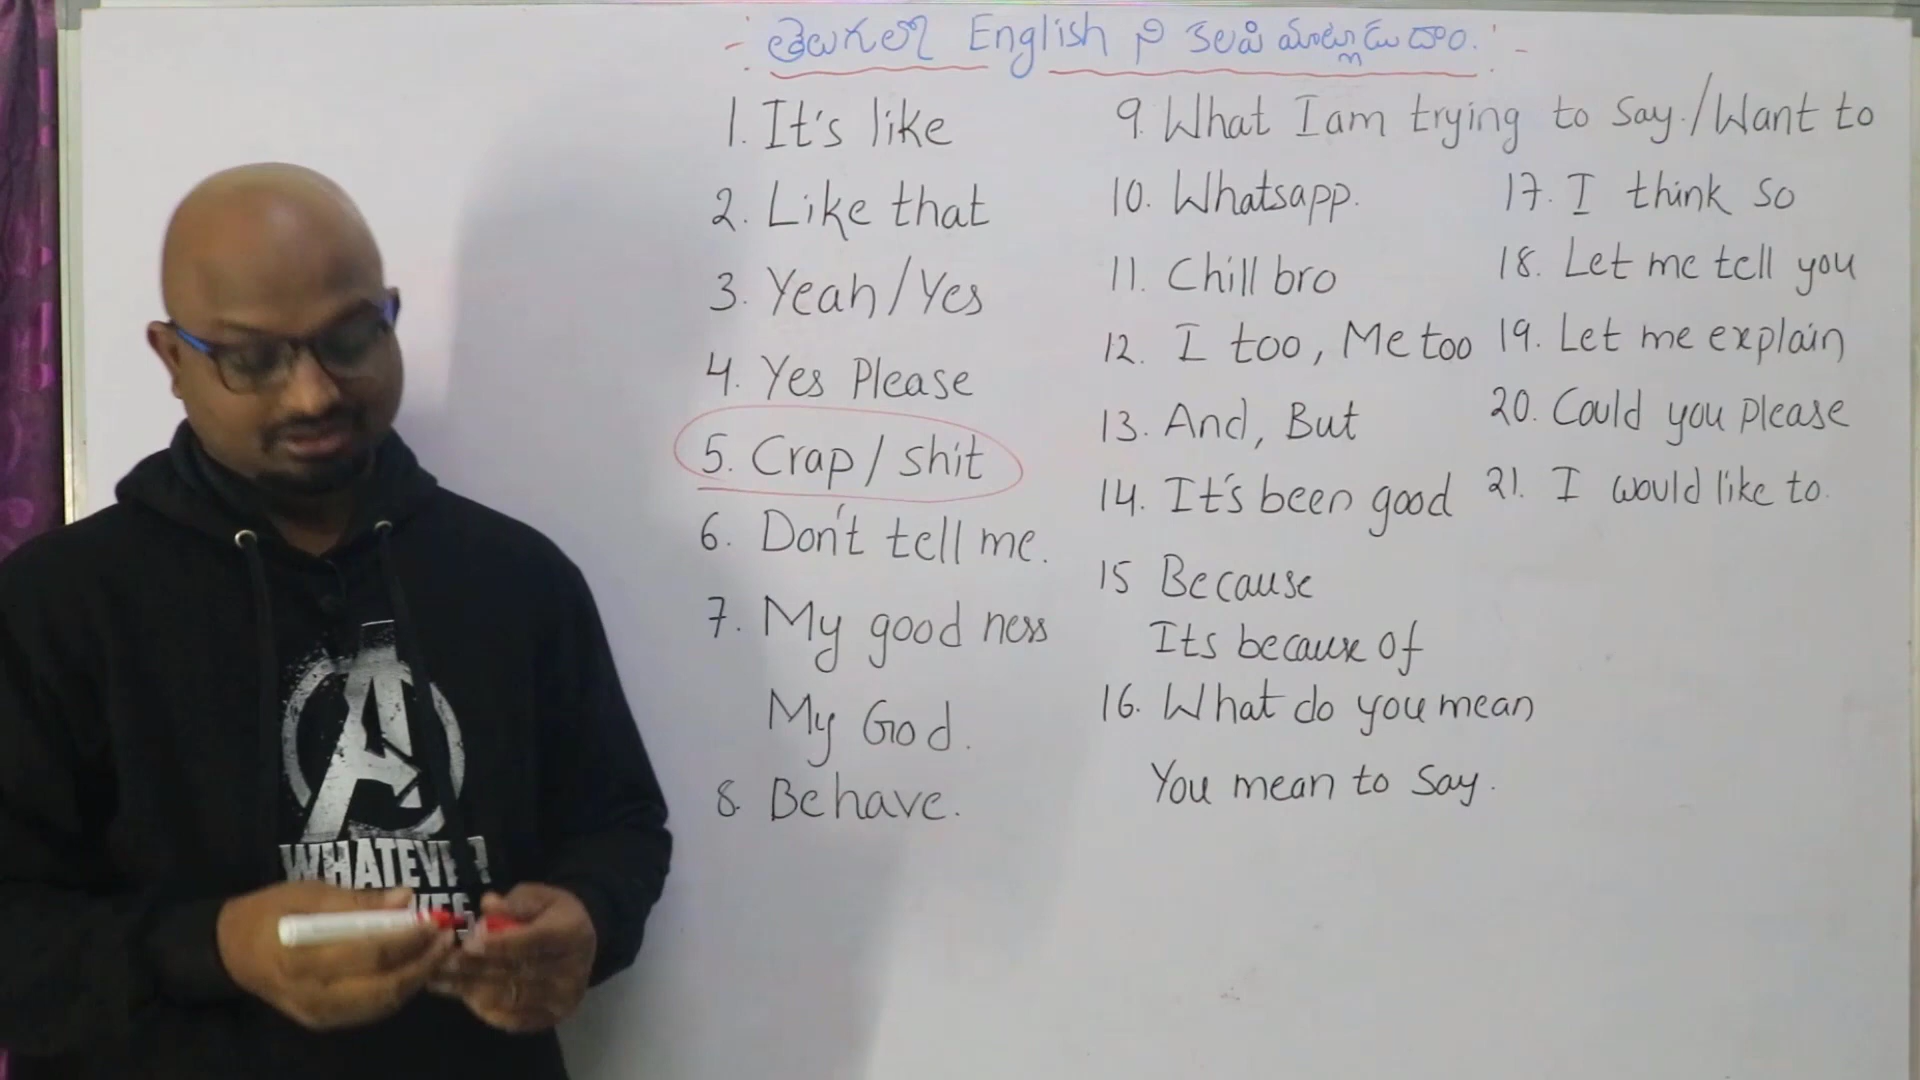 తెలుగులో English ని కలిపి మాట్లాడుదాం.
1. It's like
2. Like that
3. Yeah/Yes
4. Yes Please
5. Crap/shit
6. Don't tell me.
7. My good ness
My God.
8. Behave.
9. What I am trying to say./Want to
10. Whatsapp.
11. Chill bro
12. I too, Me too
13. And, But
14. It's been good
15 Because
Its because of
16. What do you mean
You mean to say.
17. I think so
18. Let me tell you
19. Let me explain
20. Could you please
21. I would like to.
A